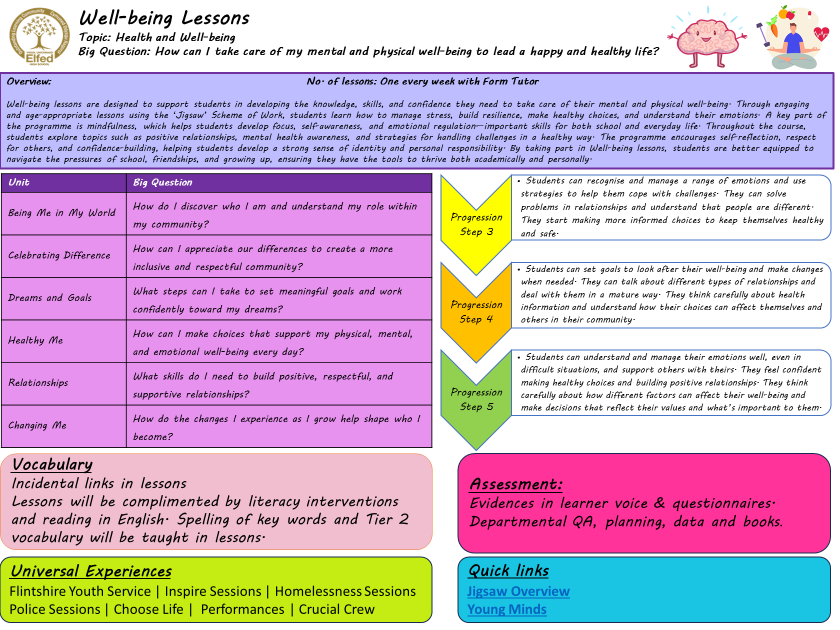 Elfed
Well-being Lessons
Topic: Health and Well-being
Big Question: How can I take care of my mental and physical well-being to lead a happy and healthy life?
Overview: No. of lessons: One every week with Form Tutor
Well-being lessons are designed to support students in developing the knowledge, skills, and confidence they need to take care of their mental and physical well-being. Through engaging
and age-appropriate lessons using the 'Jigsaw' Scheme of Work, students learn how to manage stress, build resilience, make healthy choices, and understand their emotions. A key part of
the programme is mindfulness, which helps students develop focus, self-awareness, and emotional regulation—important skills for both school and everyday life. Throughout the course,
students explore topics such as positive relationships, mental health awareness, and strategies for handling challenges in a healthy way. The programme encourages self-reflection, respect
for others, and confidence-building, helping students develop a strong sense of identity and personal responsibility. By taking part in Well-being lessons, students are better equipped to
navigate the pressures of school, friendships, and growing up, ensuring they have the tools to thrive both academically and personally.
Unit Big Question
Being Me in My World How do I discover who I am and understand my role within
my community?
Celebrating Difference How can I appreciate our differences to create a more
inclusive and respectful community?
Dreams and Goals What steps can I take to set meaningful goals and work
confidently toward my dreams?
Healthy Me How can I make choices that support my physical, mental,
and emotional well-being every day?
Relationships What skills do I need to build positive, respectful, and
supportive relationships?
Changing Me How do the changes I experience as I grow help shape who I
become?
Progression
Step 3
• Students can recognise and manage a range of emotions and use
strategies to help them cope with challenges. They can solve
problems in relationships and understand that people are different.
They start making more informed choices to keep themselves healthy
and safe.
Progression
Step 4
• Students can set goals to look after their well-being and make changes
when needed. They can talk about different types of relationships and
deal with them in a mature way. They think carefully about health
information and understand how their choices can affect themselves and
others in their community.
Progression
Step 5
• Students can understand and manage their emotions well, even in
difficult situations, and support others with theirs. They feel confident
making healthy choices and building positive relationships. They think
carefully about how different factors can affect their well-being and
make decisions that reflect their values and what's important to them.
Vocabulary
Incidental links in lessons
Lessons will be complimented by literacy interventions
and reading in English. Spelling of key words and Tier 2
vocabulary will be taught in lessons.
Assessment:
Evidences in learner voice & questionnaires.
Departmental QA, planning, data and books.
Universal Experiences
Flintshire Youth Service | Inspire Sessions | Homelessness Sessions
Police Sessions | Choose Life | Performances | Crucial Crew
Quick links
Jigsaw Overview
Young Minds